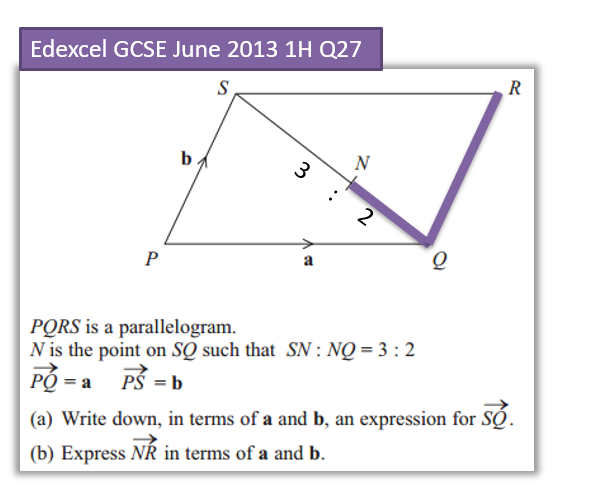 Edexcel GCSE June 2013 1H Q27
S
R
b
3
:
2
N
P
a
Q
PQRS is a parallelogram.
N is the point on SQ such that SN : NQ = 3 : 2
PQ→ = a PS→ = b
(a) Write down, in terms of a and b, an expression for SQ→.
(b) Express NR→ in terms of a and b.